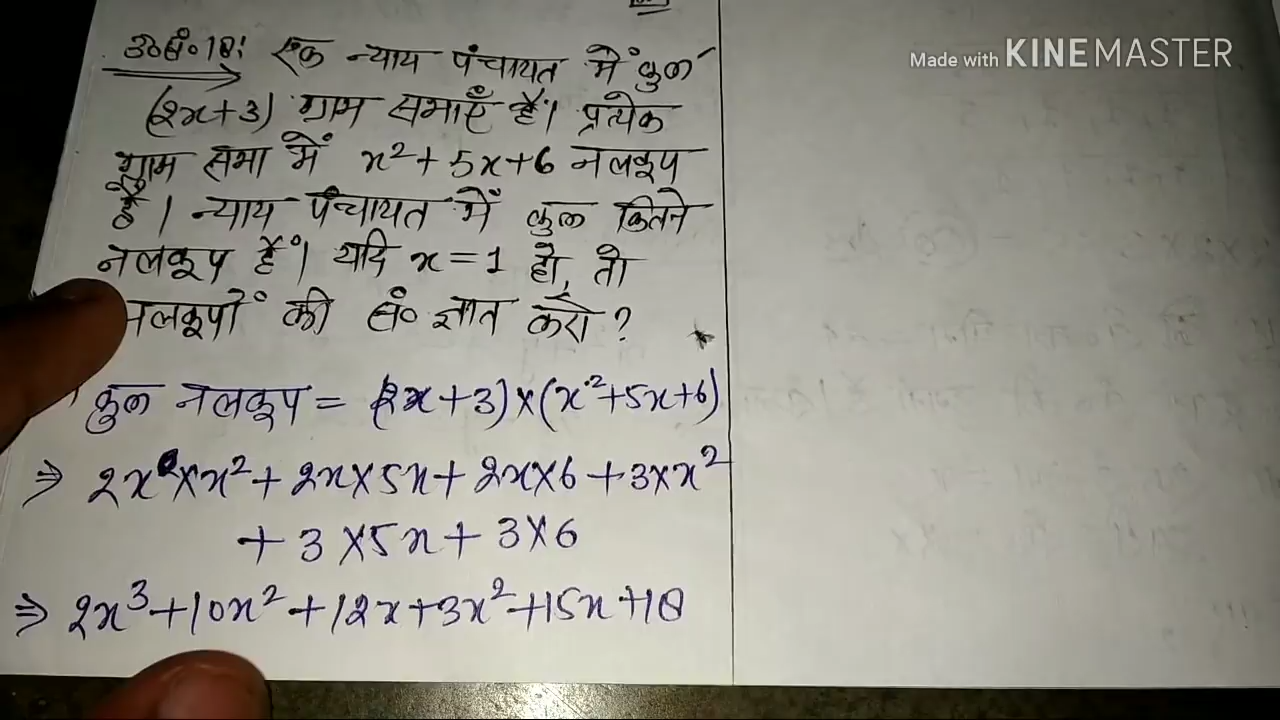 Made with KINEMASTER
उ०सं०18: एक न्याय पंचायत में कुल
(2x+3) ग्राम सभाएँ हैं। प्रत्येक
ग्राम सभा में x²+5x+6 नलकूप
हैं। न्याय पंचायत में कुल कितने
नलकूप हैं। यदि x=1 हो, तो
नलकूपों की सं० ज्ञात करो?
कुल नलकूप = (2x+3)×(x²+5x+6)
⇒ 2x×x²+2x×5x+2x×6+3×x²
+3×5x+3×6
⇒ 2x³+10x²+12x+3x²+15x+18